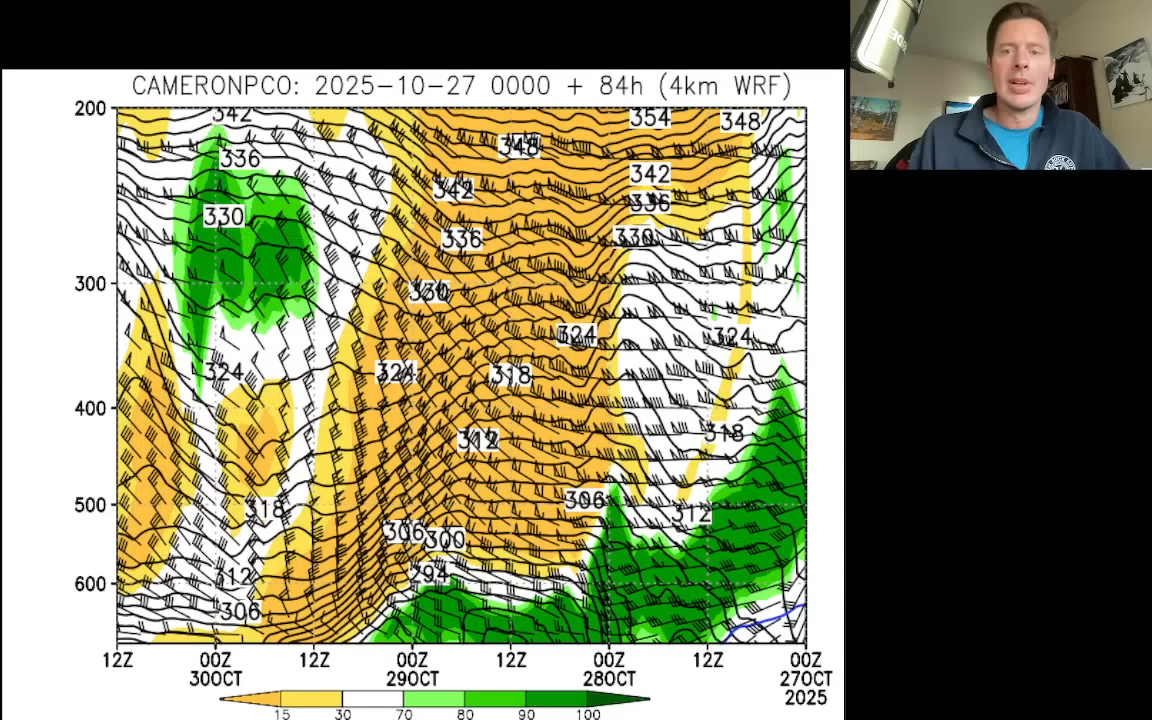 CAMERONPCO: 2025-10-27 0000 + 84h (4km WRF)
200
342
354
348
348
336
342
342
336
330
336
330
300
330
324
324
324
324
318
400
318
312
500
306
318
312
306
300
294
600
312
306
12Z
00Z
12Z
00Z
12Z
00Z
12Z
00Z
30OCT
29OCT
28OCT
27OCT
2025
15
30
70
80
90
100
RODE